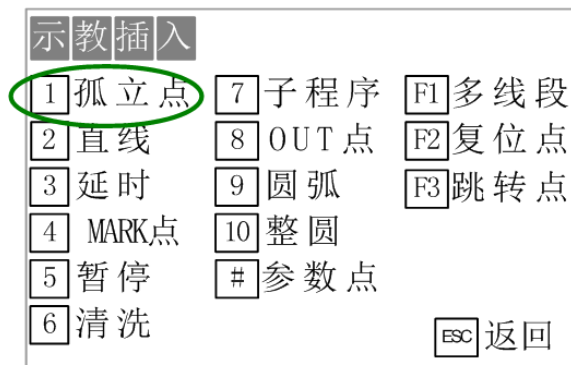 示教插入
1 孤立点 7 子程序 F1 多线段
2 直线 8 OUT点 F2 复位点
3 延时 9 圆弧 F3 跳转点
4 MARK点 10 整圆
5 暂停 # 参数点
6 清洗 ESC 返回